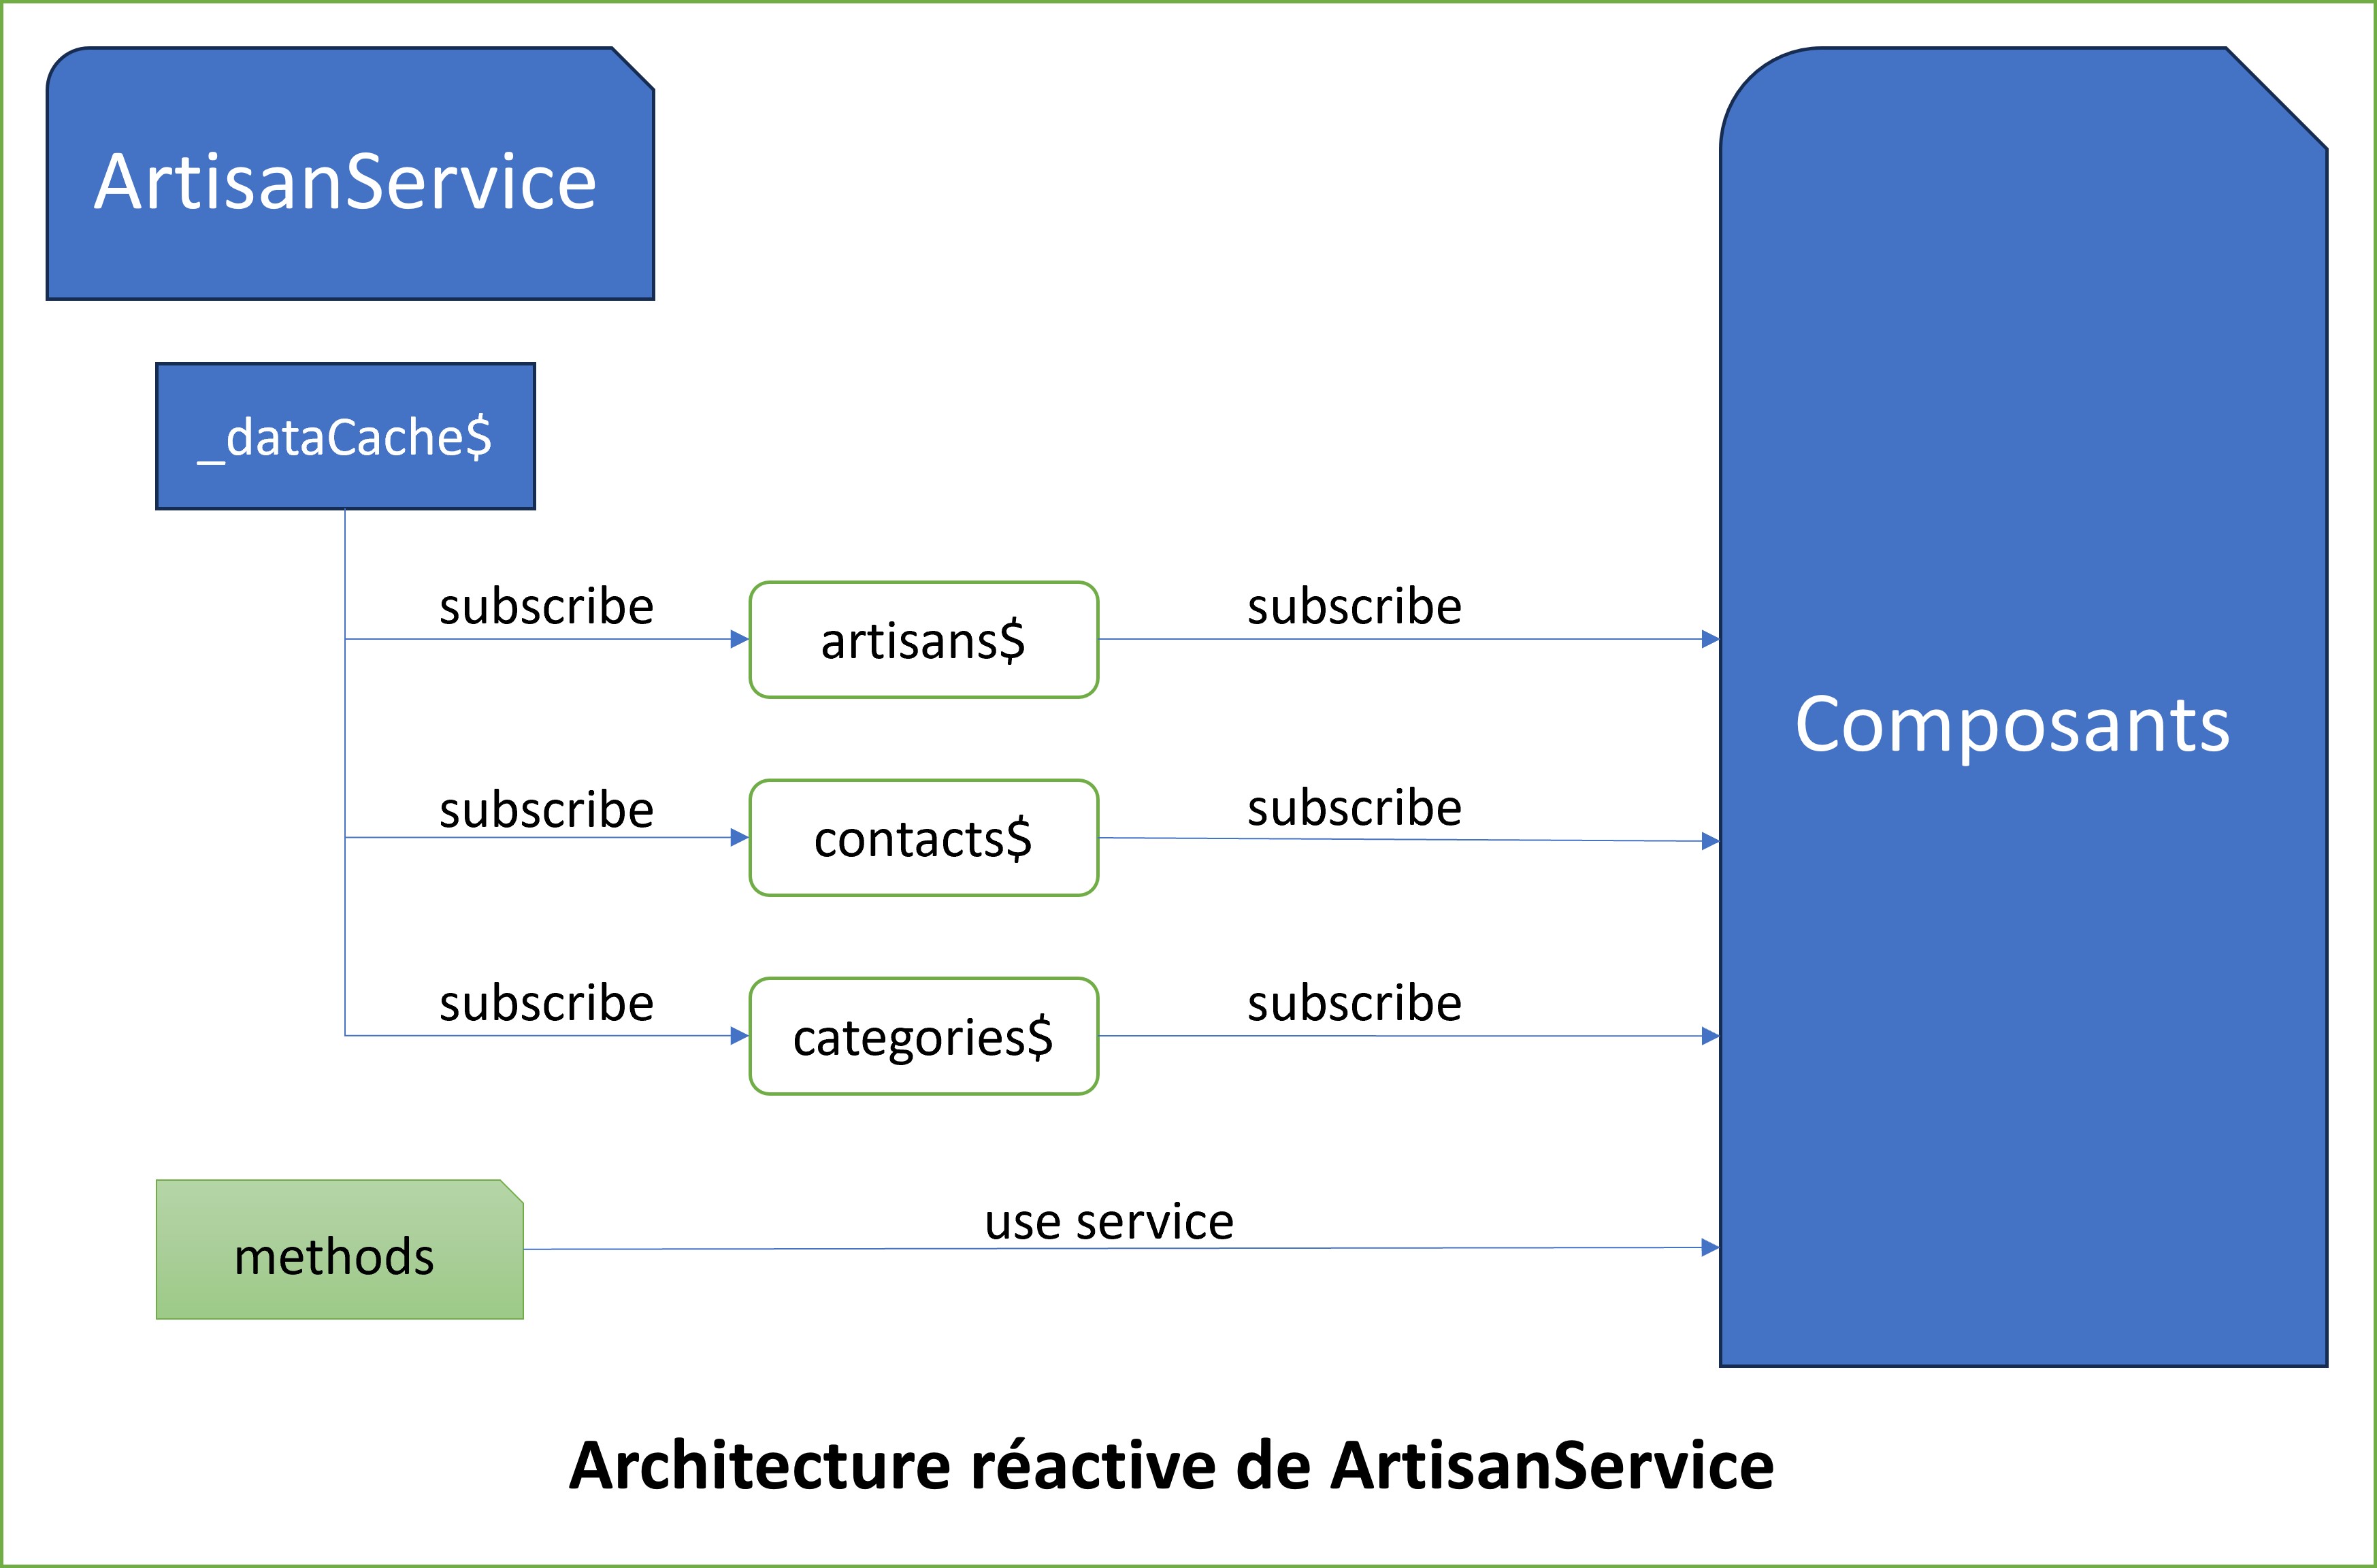 ArtisanService
_dataCache$
subscribe
artisans$
subscribe
subscribe
contacts$
subscribe
Composants
subscribe
categories$
subscribe
methods
use service
Architecture réactive de ArtisanService